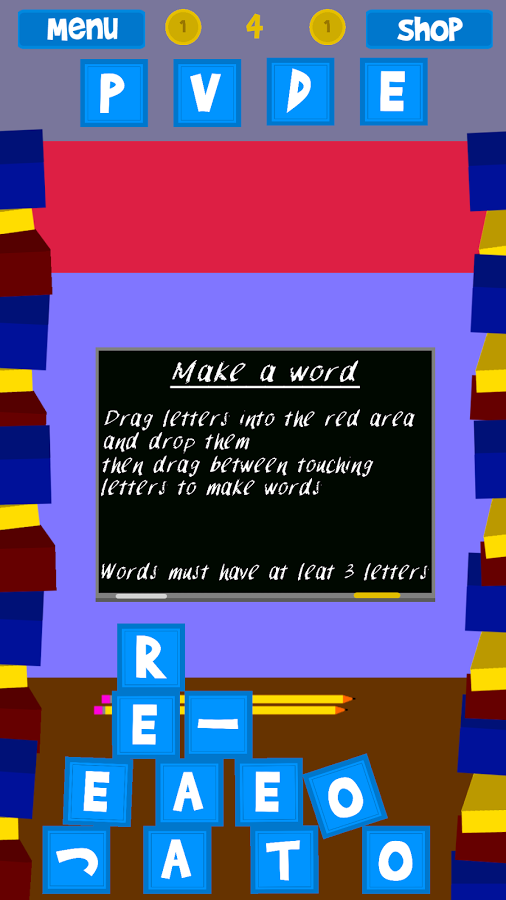 Menu 1 4 1 Shop
P V D E
Make a word
Drag letters into the red area
and drop them
then drag between touching
letters to make words
Words must have at leat 3 letters
R
E I
E A E O
J A T O